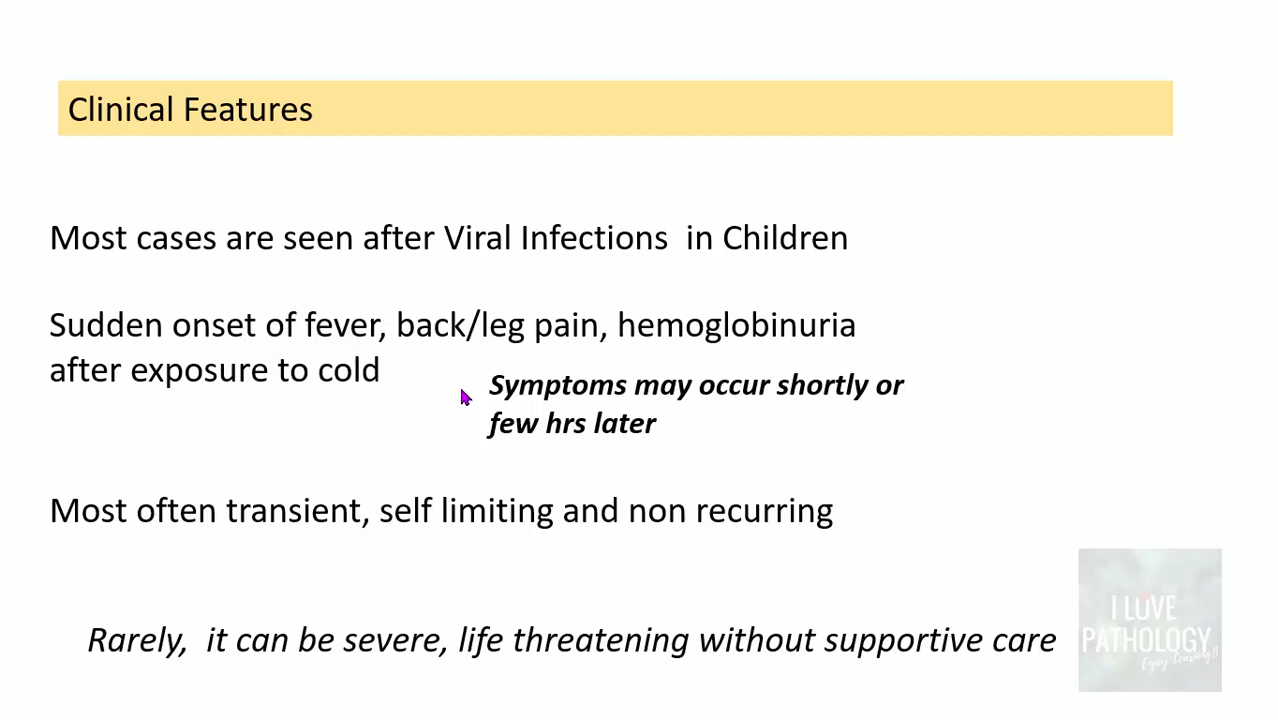 Clinical Features
Most cases are seen after Viral Infections  in Children
Sudden onset of fever, back/leg pain, hemoglobinuria
after exposure to cold
Symptoms may occur shortly or
few hrs later
Most often transient, self limiting and non recurring
Rarely,  it can be severe, life threatening without supportive care
I LOVE
PATHOLOGY
Enjoy Learning!!